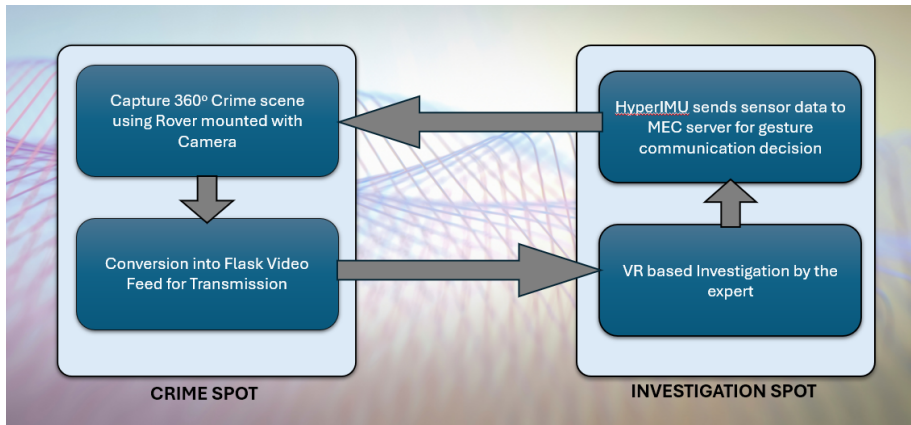 Capture 360º Crime scene
using Rover mounted with
Camera
Conversion into Flask Video
Feed for Transmission
CRIME SPOT
HyperIMU sends sensor data to
MEC server for gesture
communication decision
VR based Investigation by the
expert
INVESTIGATION SPOT